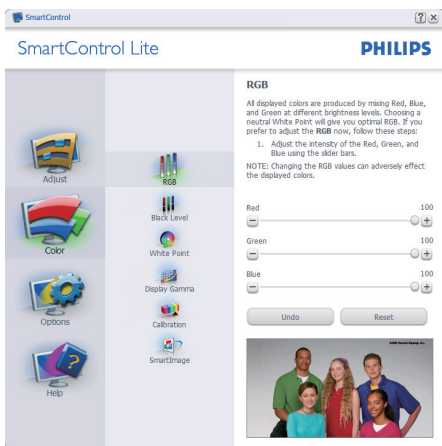 SmartControl
SmartControl Lite
PHILIPS
Adjust
Color
Options
Help
RGB
Black Level
White Point
Display Gamma
Calibration
SmartImage
RGB
All displayed colors are produced by mixing Red, Blue,
and Green at different brightness levels. Choosing a
neutral White Point will give you optimal RGB. If you
prefer to adjust the RGB now, follow these steps:
1. Adjust the intensity of the Red, Green, and
Blue using the slider bars.
NOTE: Changing the RGB values can adversely effect
the displayed colors.
Red 100
Green 100
Blue 100
Undo Reset